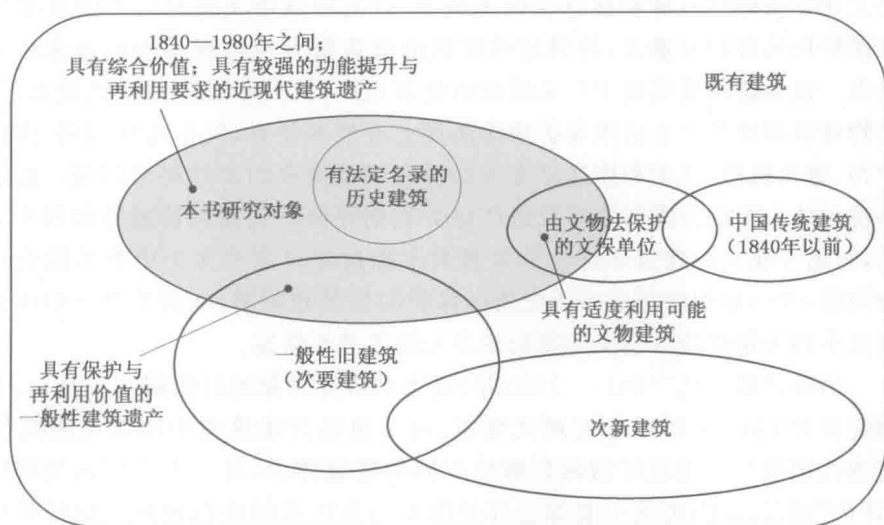 1840—1980年之间；
具有综合价值；具有较强的功能提升与
再利用要求的近现代建筑遗产
既有建筑
有法定名录的
历史建筑
本书研究对象
由文物法保护
的文保单位
中国传统建筑
（1840年以前）
具有适度利用可能
的文物建筑
具有保护与
再利用价值的
一般性建筑遗产
一般性旧建筑
（次要建筑）
次新建筑